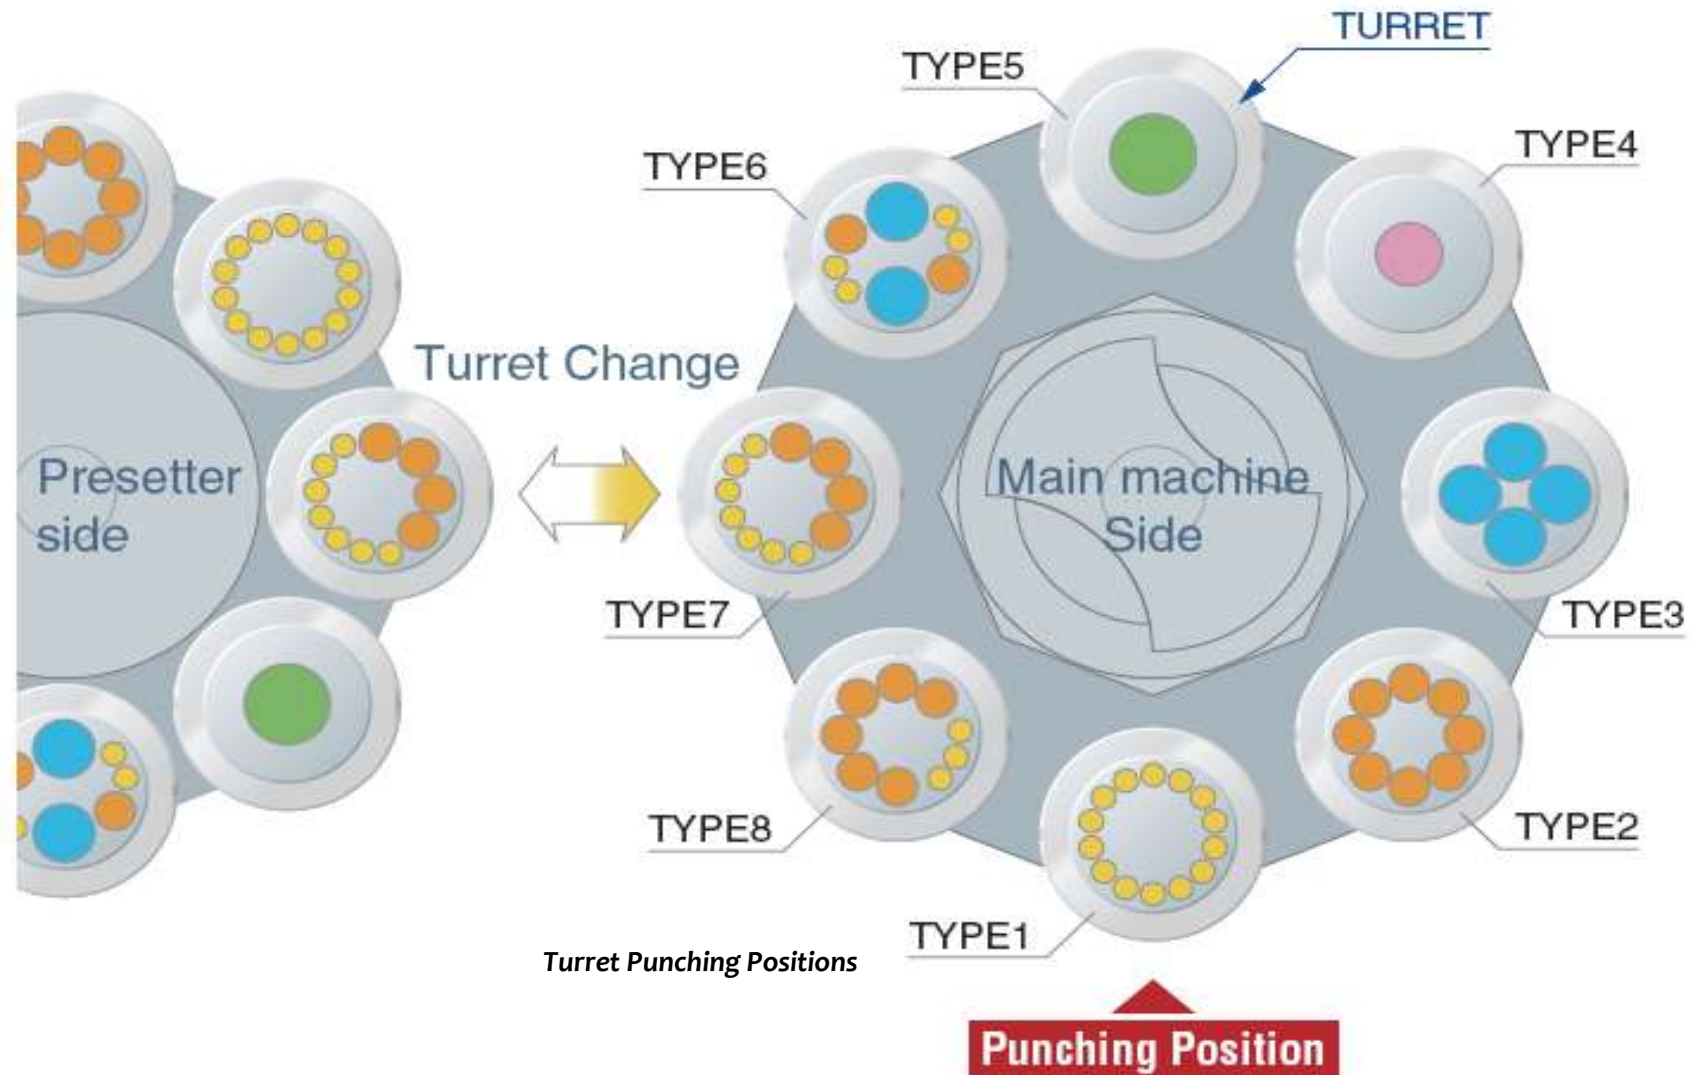 TURRET
TYPE5
TYPE4
TYPE6
Turret Change
Presetter
side
Main machine
Side
TYPE7
TYPE3
TYPE8
TYPE2
TYPE1
Turret Punching Positions
Punching Position